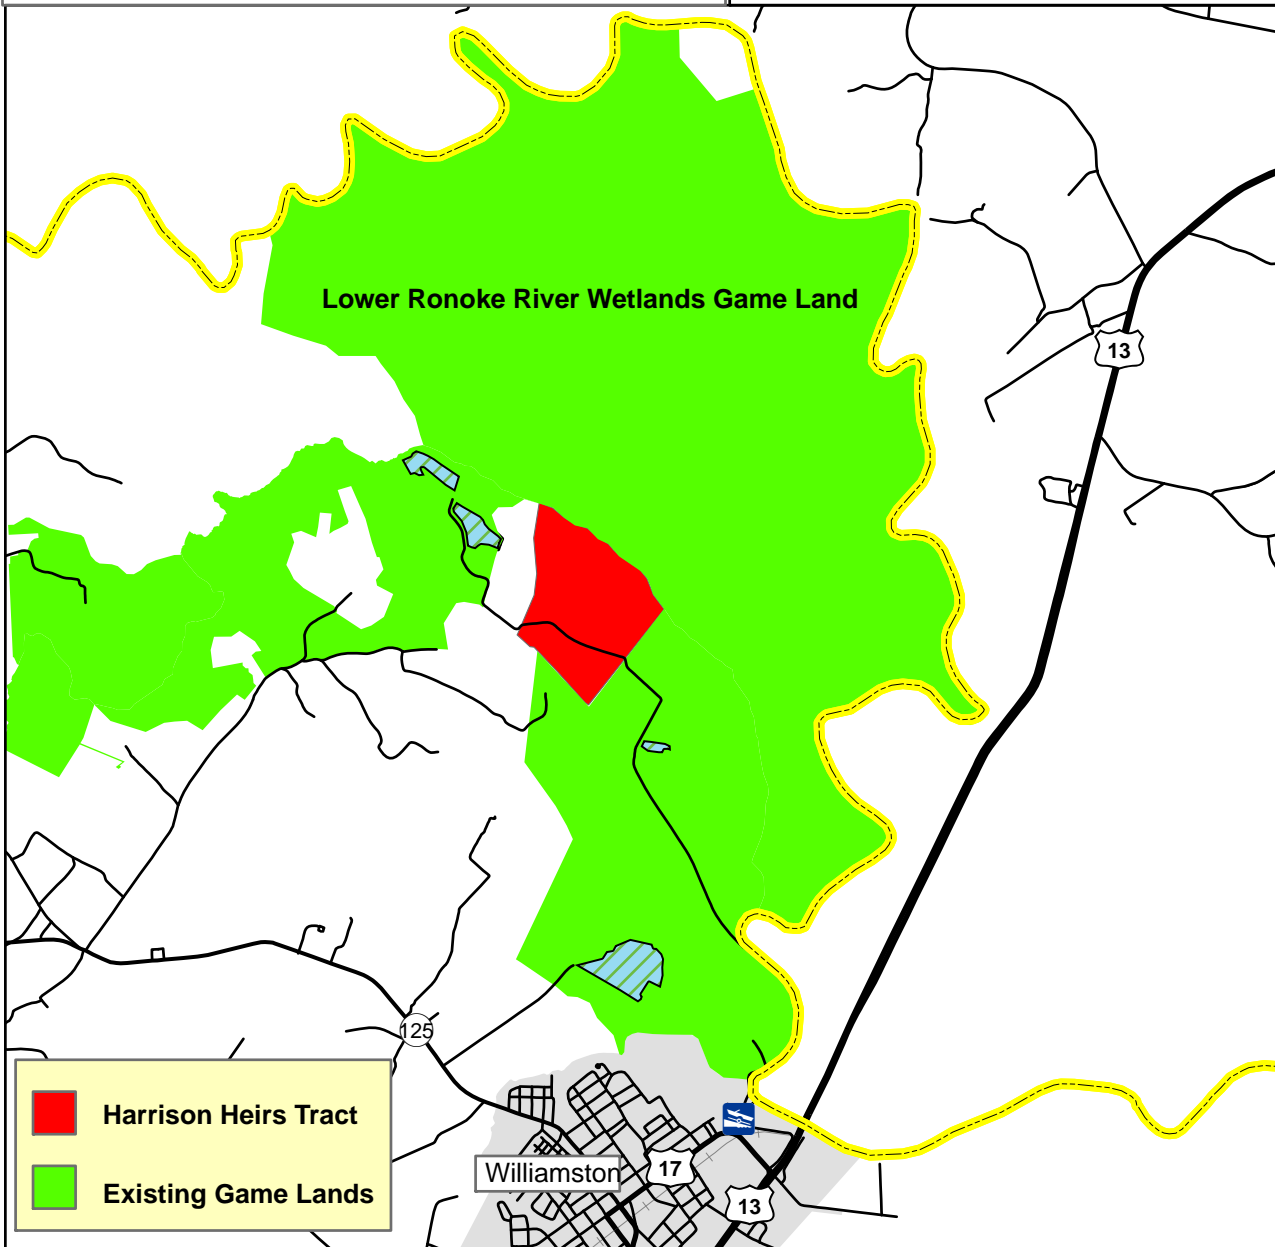 Lower Ronoke River Wetlands Game Land
13
125
Harrison Heirs Tract
Existing Game Lands
Williamston
17
13